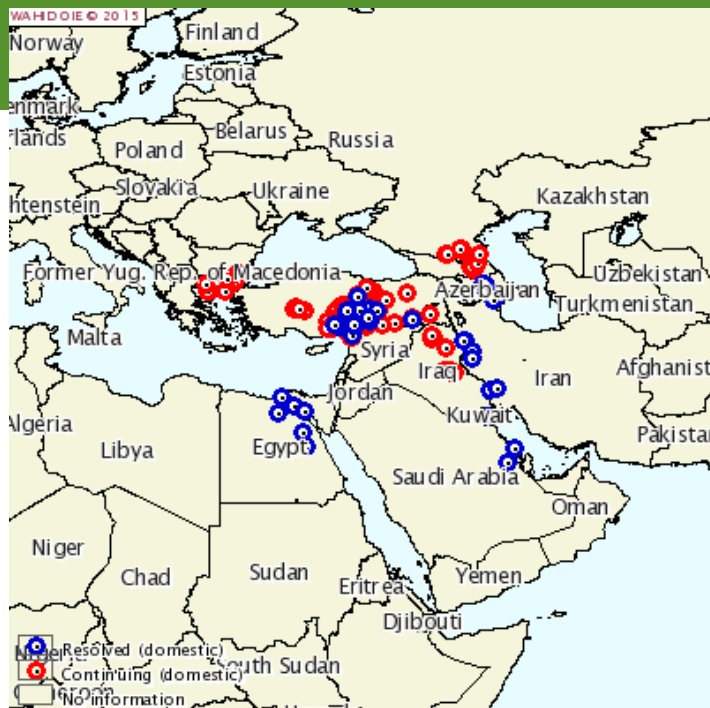 WAHIDOIE © 2015
Norway
Finland
Estonia
enmark
rlands
Belarus
Russia
Poland
Slovakia
Ukraine
Kazakhstan
htenstein
Former Yug. Rep. of Macedonia
Uzbekistan
Azerbaijan
Turkmenistan
Malta
Syria
Afghanist
Iraq
Iran
Jordan
Algeria
Kuwait
Libya
Egypt
Pakistan
Saudi Arabia
Oman
Niger
Chad
Sudan
Eritrea
Yemen
Djibouti
Resolved (domestic)
South Sudan
Continuing (domestic)
No information